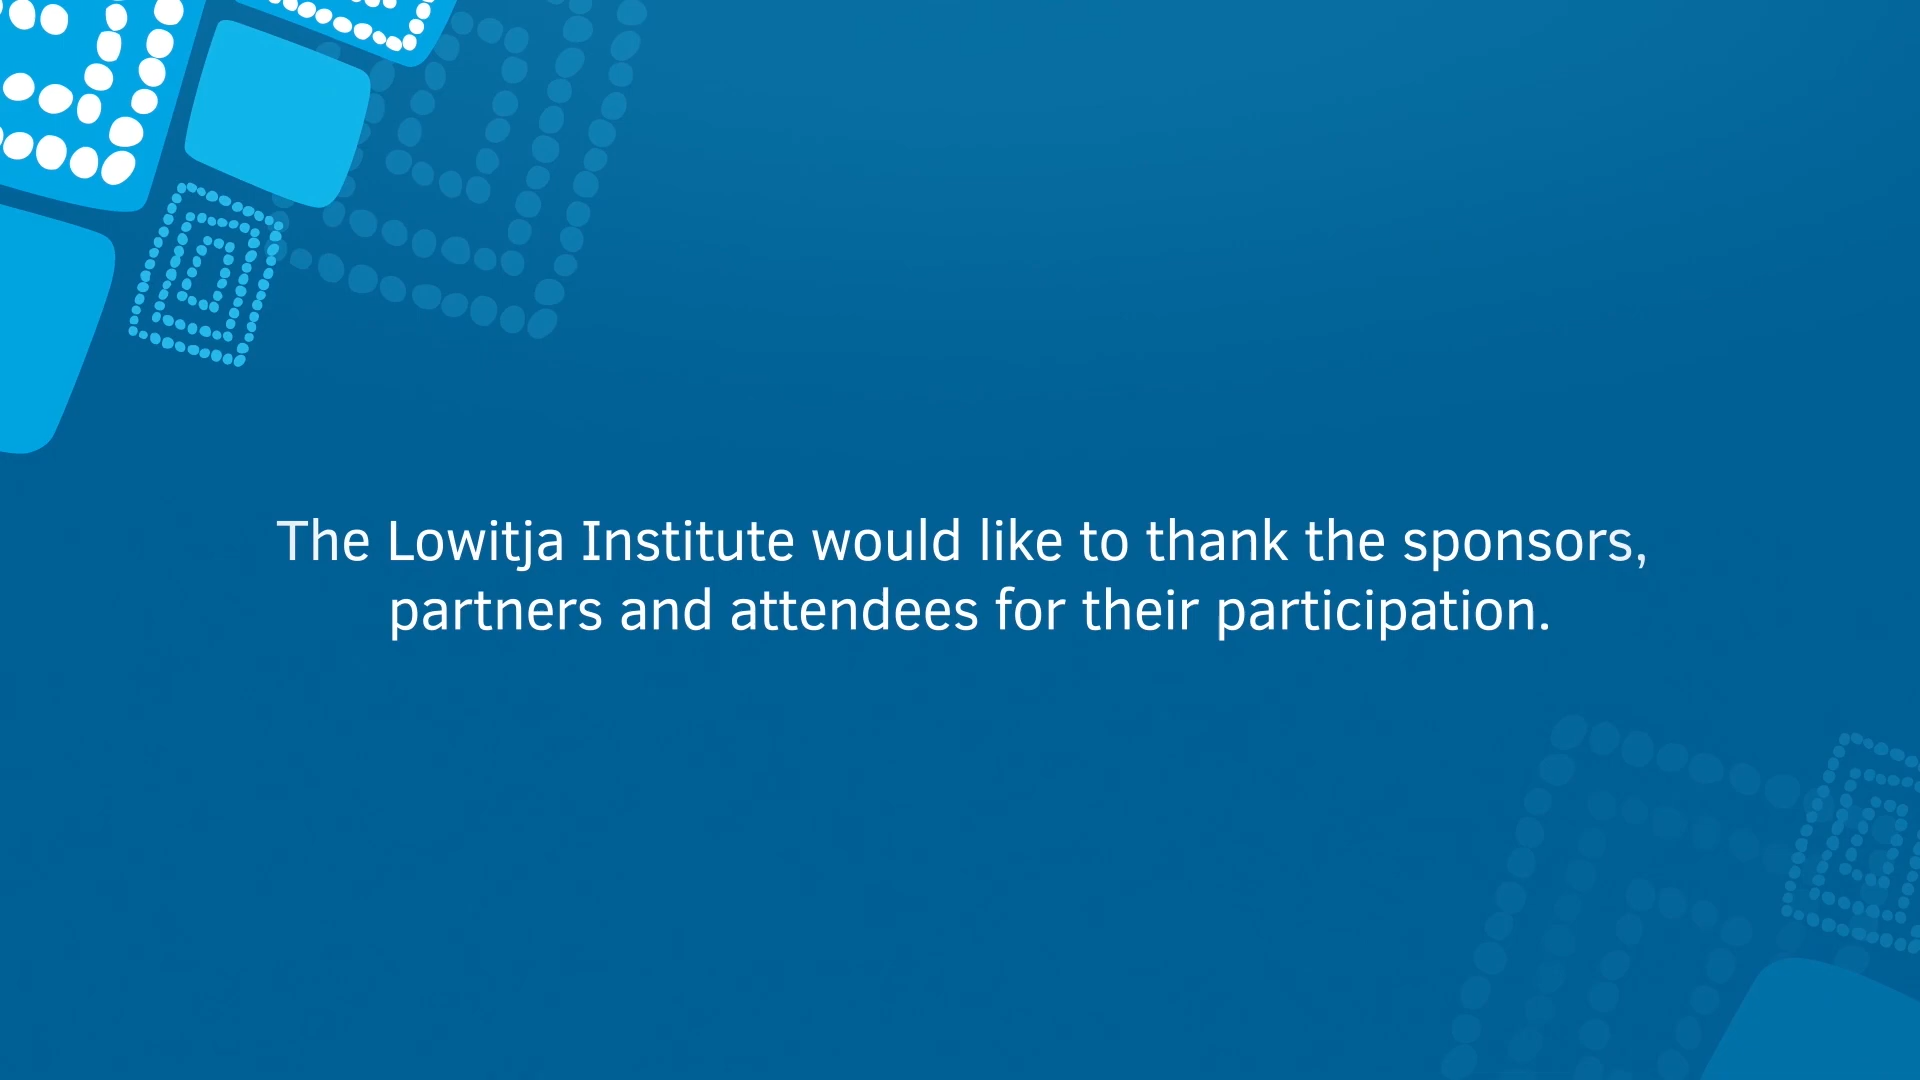 The Lowitja Institute would like to thank the sponsors,
partners and attendees for their participation.